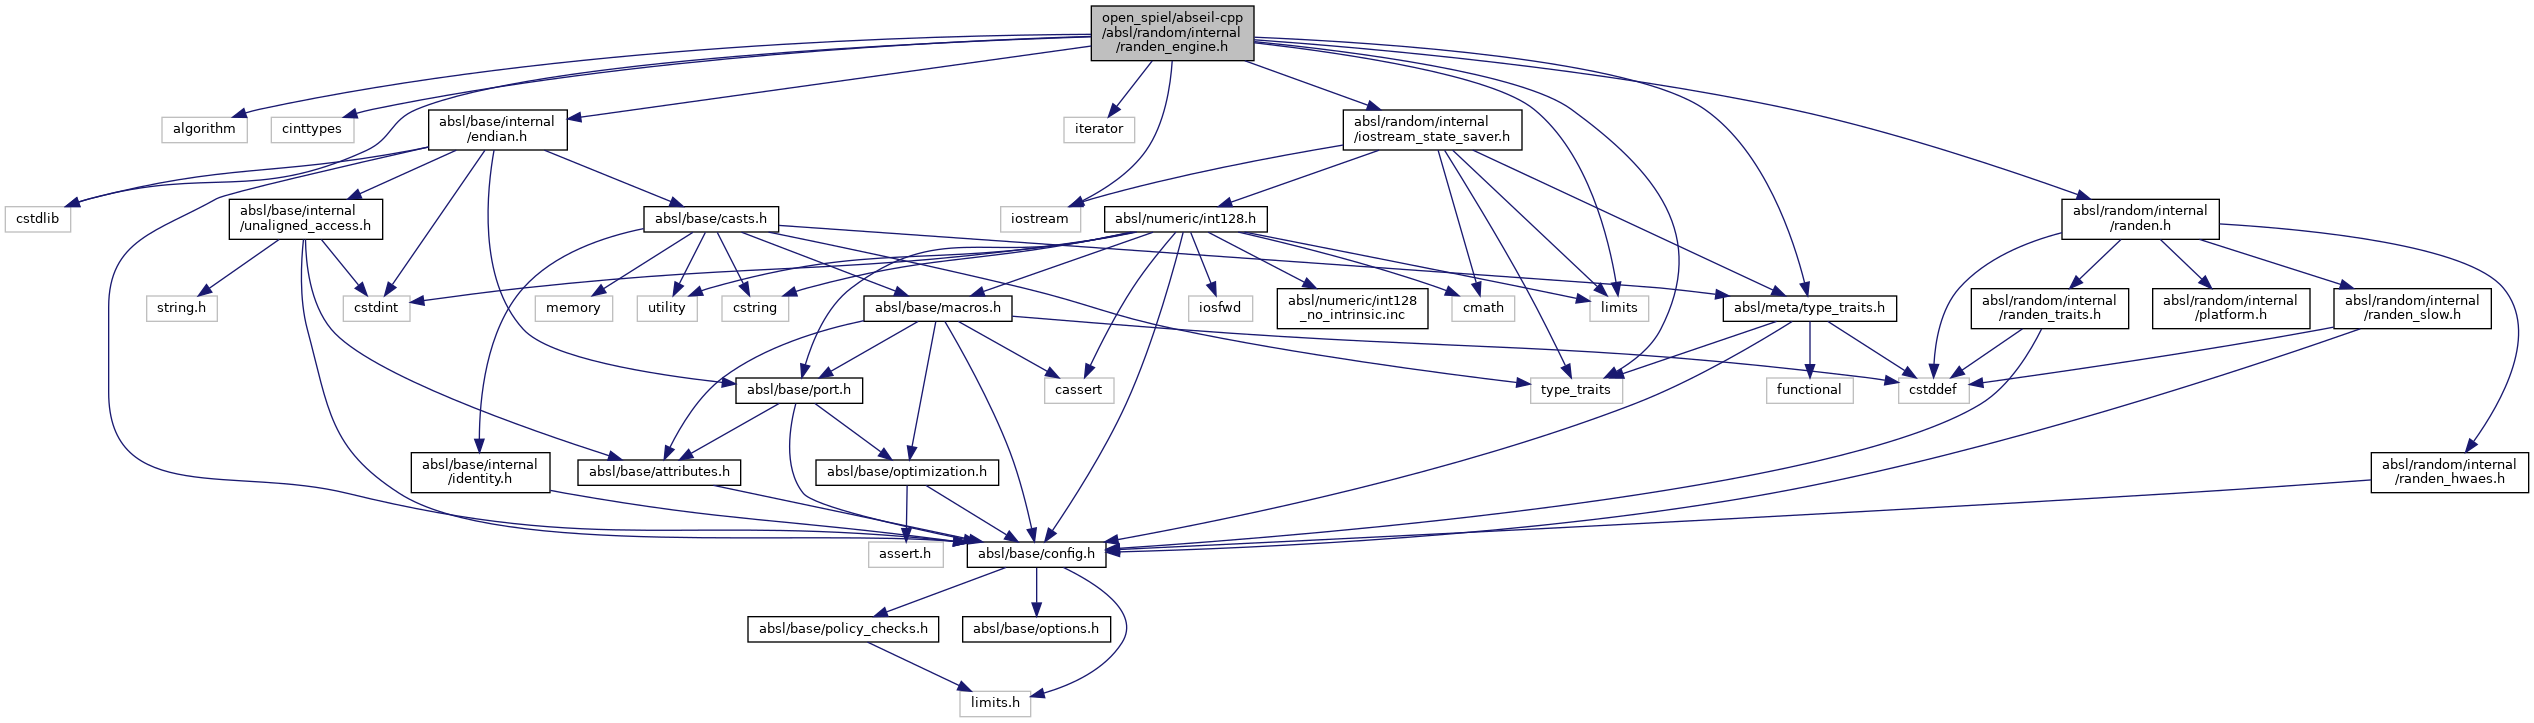 open_spiel/abseil-cpp
/absl/random/internal
/randen_engine.h
algorithm
cinttypes
absl/base/internal
/endian.h
iterator
absl/random/internal
/iostream_state_saver.h
cstdlib
absl/base/internal
/unaligned_access.h
absl/base/casts.h
iostream
absl/numeric/int128.h
absl/random/internal
/randen.h
string.h
cstdint
memory
utility
cstring
absl/base/macros.h
iosfwd
absl/numeric/int128
_no_intrinsic.inc
cmath
limits
absl/meta/type_traits.h
absl/random/internal
/randen_traits.h
absl/random/internal
/platform.h
absl/random/internal
/randen_slow.h
absl/base/port.h
cassert
type_traits
functional
cstddef
absl/base/internal
/identity.h
absl/base/attributes.h
absl/base/optimization.h
absl/random/internal
/randen_hwaes.h
assert.h
absl/base/config.h
absl/base/policy_checks.h
absl/base/options.h
limits.h